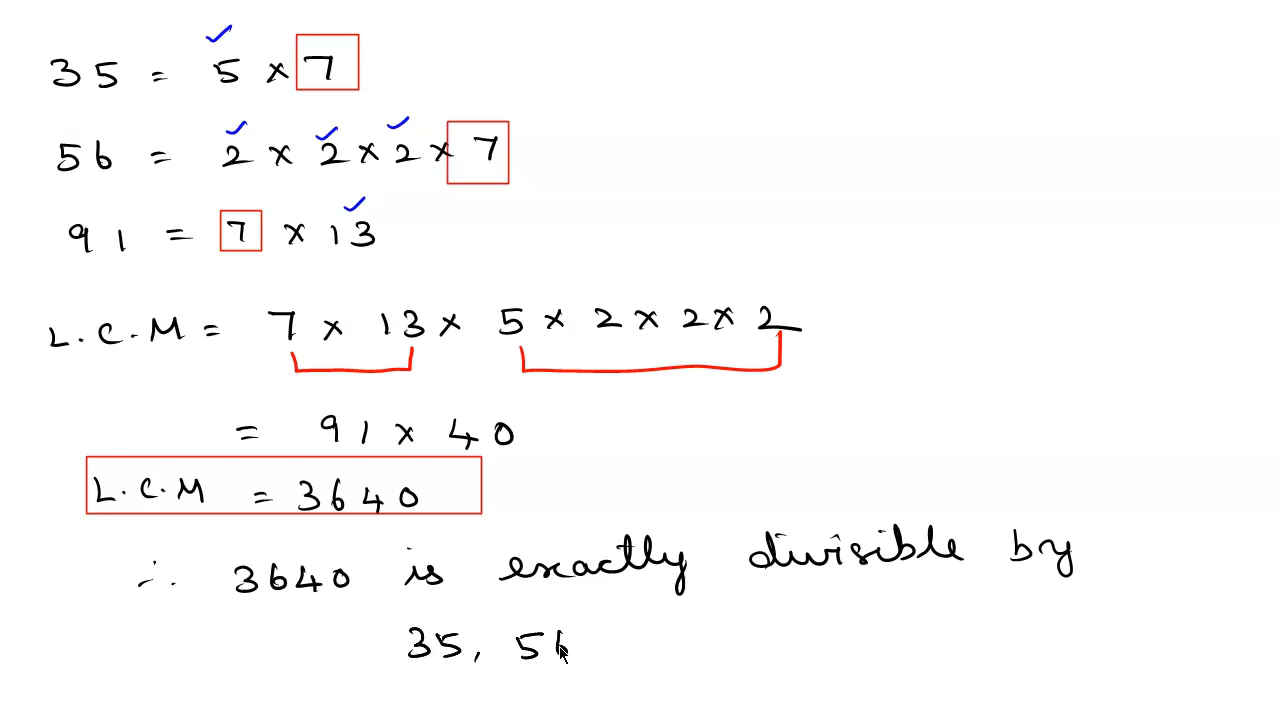 35 = 5 × 7
56 = 2 × 2 × 2 × 7
91 = 7 × 13
L.C.M = 7 × 13 × 5 × 2 × 2 × 2
= 91 × 40
L.C.M = 3640
∴ 3640 is exactly divisible by
35, 56